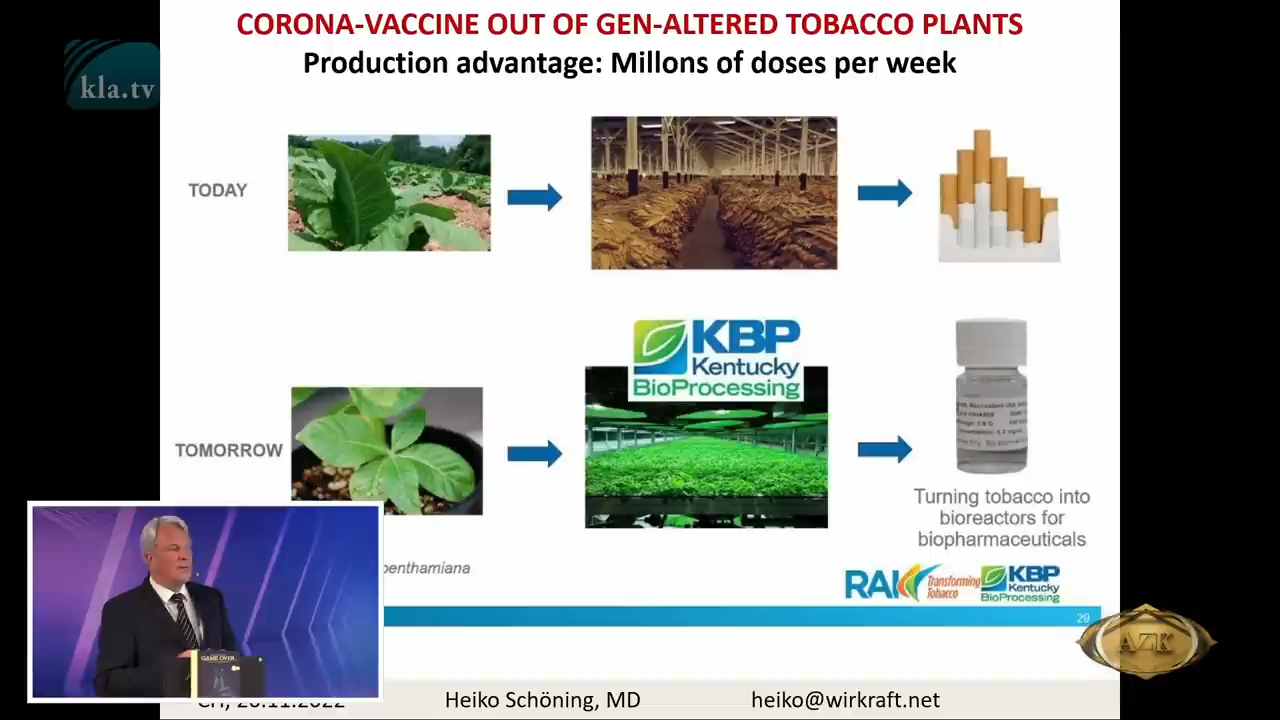 CORONA-VACCINE OUT OF GEN-ALTERED TOBACCO PLANTS
Production advantage: Millons of doses per week
kla.tv
TODAY
KBP
Kentucky
BioProcessing
TOMORROW
Turning tobacco into
bioreactors for
biopharmaceuticals
benthamiana
RAI Transforming Tobacco
KBP
Kentucky
BioProcessing
29
AZK
GAME OVER
Heiko Schöning, MD heiko@wirkraft.net